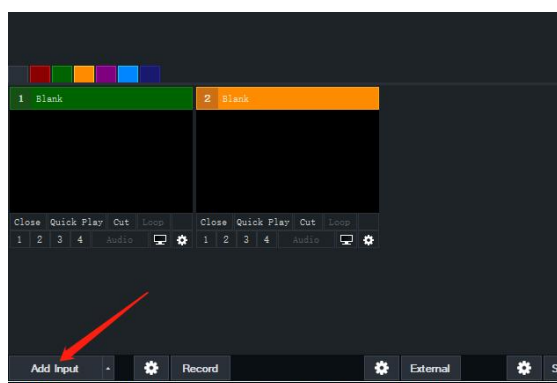 1 Blank 2 Blank
Close Quick Play Cut Loop Close Quick Play Cut Loop
1 2 3 4 Audio 1 2 3 4 Audio
Add Input Record External S